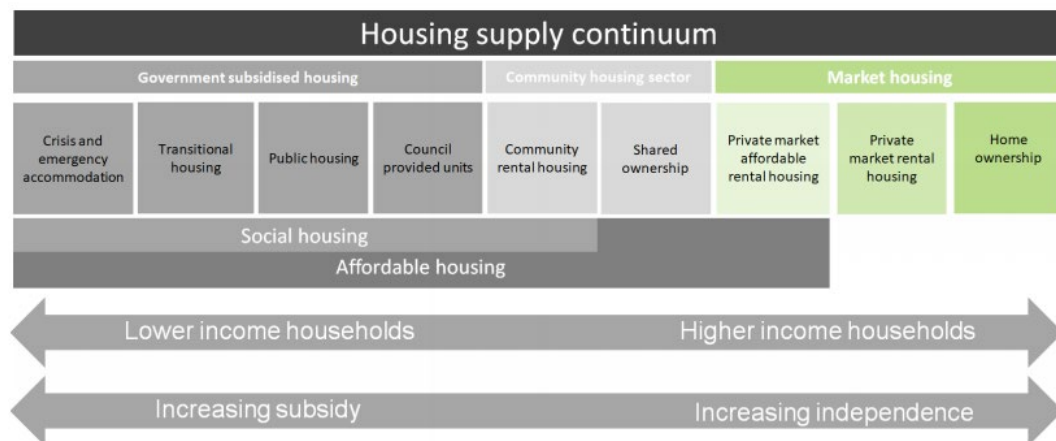 Housing supply continuum
Government subsidised housing
Community housing sector
Market housing
Crisis and
emergency
accommodation
Transitional
housing
Public housing
Council
provided units
Community
rental housing
Shared
ownership
Private market
affordable
rental housing
Private
market rental
housing
Home
ownership
Social housing
Affordable housing
Lower income households
Higher income households
Increasing subsidy
Increasing independence